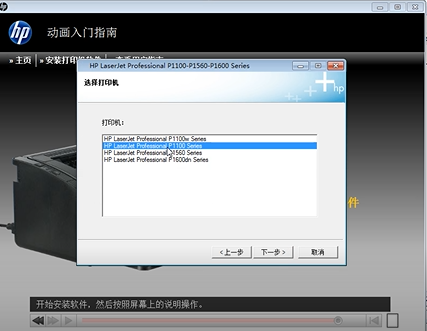 hp
动画入门指南
» 主页 | » 安装打印机软件
HP LaserJet Professional P1100-P1560-P1600 Series
选择打印机
hp
打印机:
HP LaserJet Professional P1100w Series
HP LaserJet Professional P1100 Series
HP LaserJet Professional P1560 Series
HP LaserJet Professional P1600dn Series
件
< 上一步
下一步 >
取消
开始安装软件，然后按照屏幕上的说明操作。